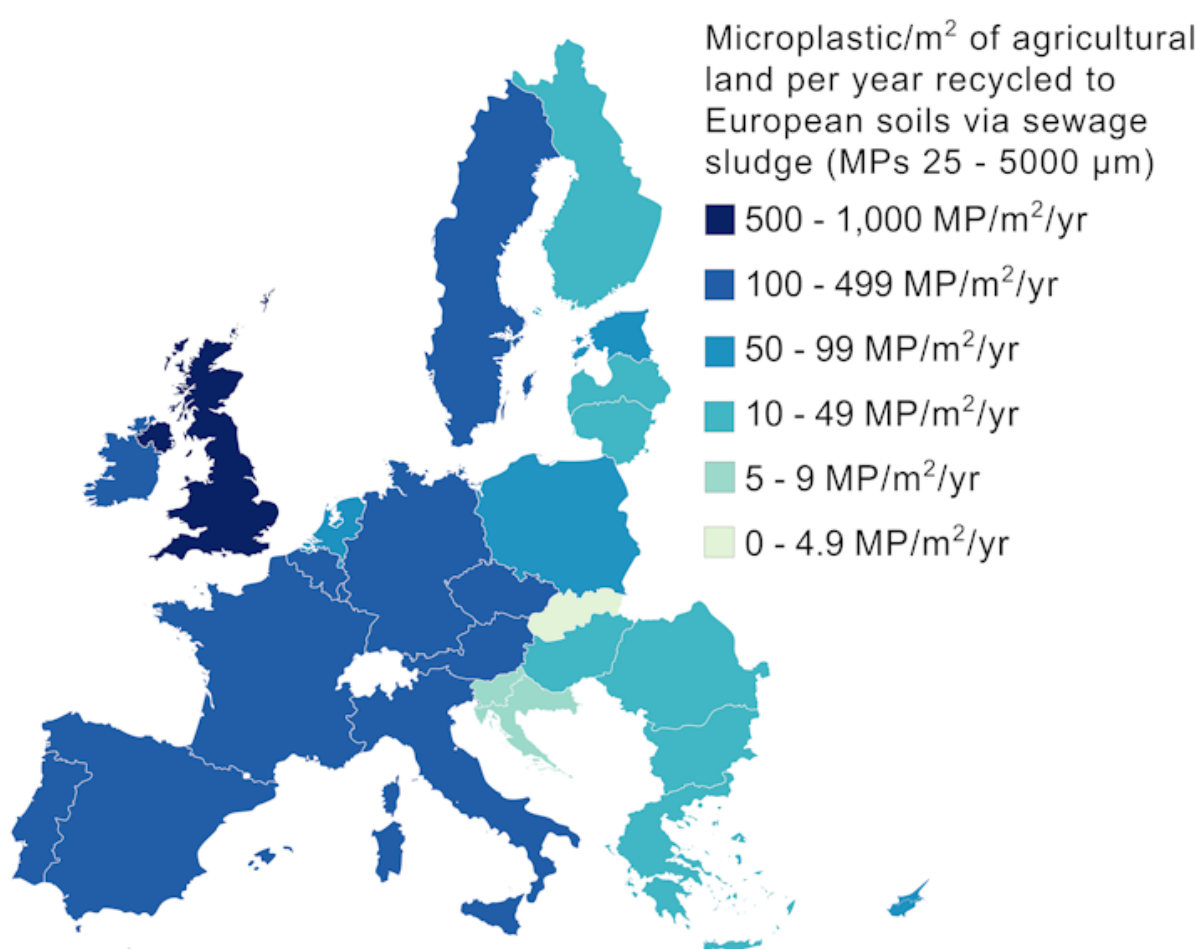 Microplastic/m² of agricultural
land per year recycled to
European soils via sewage
sludge (MPs 25 - 5000 µm)
500 - 1,000 MP/m²/yr
100 - 499 MP/m²/yr
50 - 99 MP/m²/yr
10 - 49 MP/m²/yr
5 - 9 MP/m²/yr
0 - 4.9 MP/m²/yr